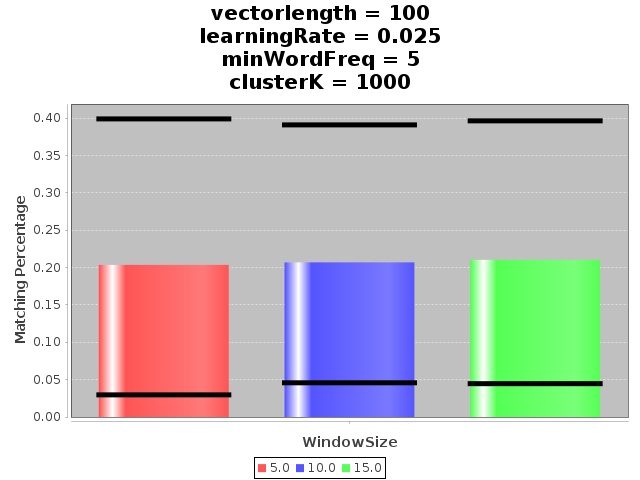 vectorlength = 100
learningRate = 0.025
minWordFreq = 5
clusterK = 1000
0.40
0.35
0.30
0.25
0.20
0.15
0.10
0.05
0.00
Matching Percentage
WindowSize
5.0 10.0 15.0